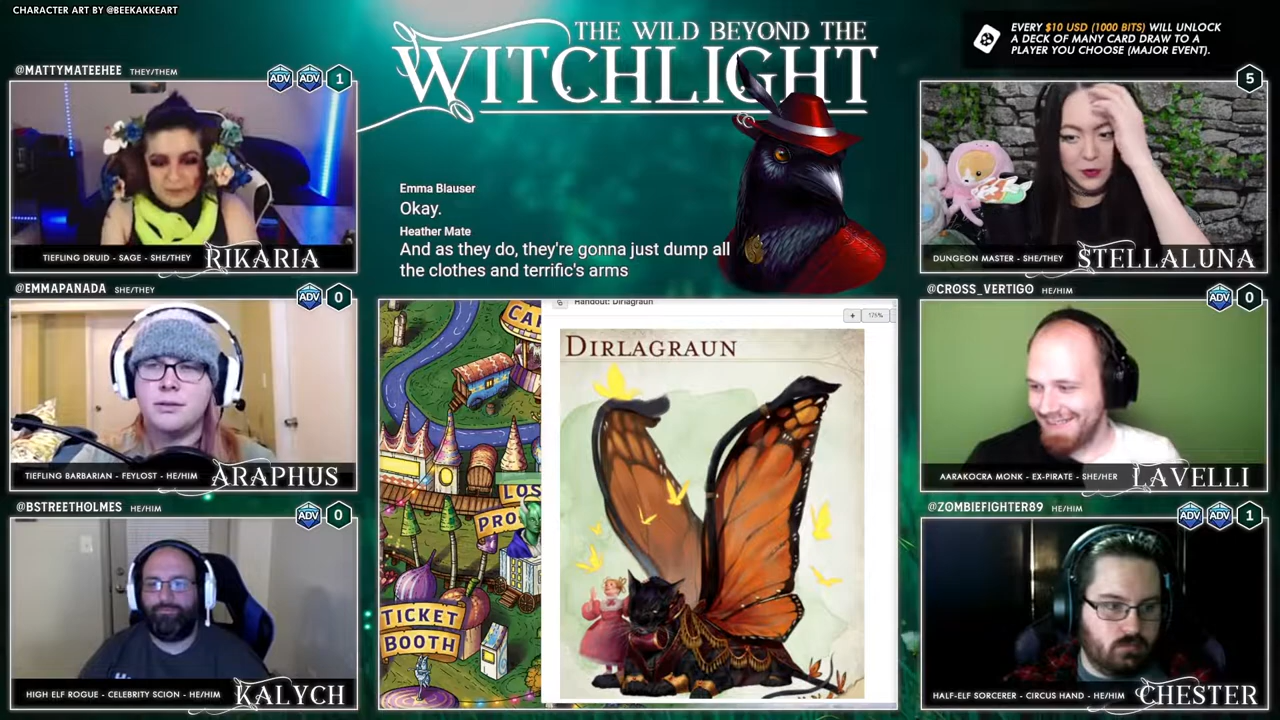 CHARACTER ART BY @BEEKAKKEART
THE WILD BEYOND THE
WITCHLIGHT
EVERY $10 USD (1000 BITS) WILL UNLOCK
A DECK OF MANY CARD DRAW TO A
PLAYER YOU CHOOSE (MAJOR EVENT).
@MATTYMATEEHEE THEY/THEM
ADV ADV 1
TIEFLING DRUID - SAGE - SHE/THEY RIKARIA
5
DUNGEON MASTER - SHE/THEY STELLALUNA
Emma Blauser
Okay.
Heather Mate
And as they do, they're gonna just dump all
the clothes and terrific's arms
@EMMAPANADA SHE/THEY
ADV 0
TIEFLING BARBARIAN - FEYLOST - HE/HIM ARAPHUS
@CROSS_VERTIGO HE/HIM
ADV 0
AARAKOCRA MONK - EX-PIRATE - SHE/HER LAVELLI
@BSTREETHOLMES HE/HIM
ADV 0
HIGH ELF ROGUE - CELEBRITY SCION - HE/HIM KALYCH
@ZOMBIEFIGHTER89 HE/HIM
ADV ADV 1
HALF-ELF SORCERER - CIRCUS HAND - HE/HIM CHESTER
Handout: Dirlagraun
+ 175%
DIRLAGRAUN
CAR
LOS
PRO
TICKET
BOOTH